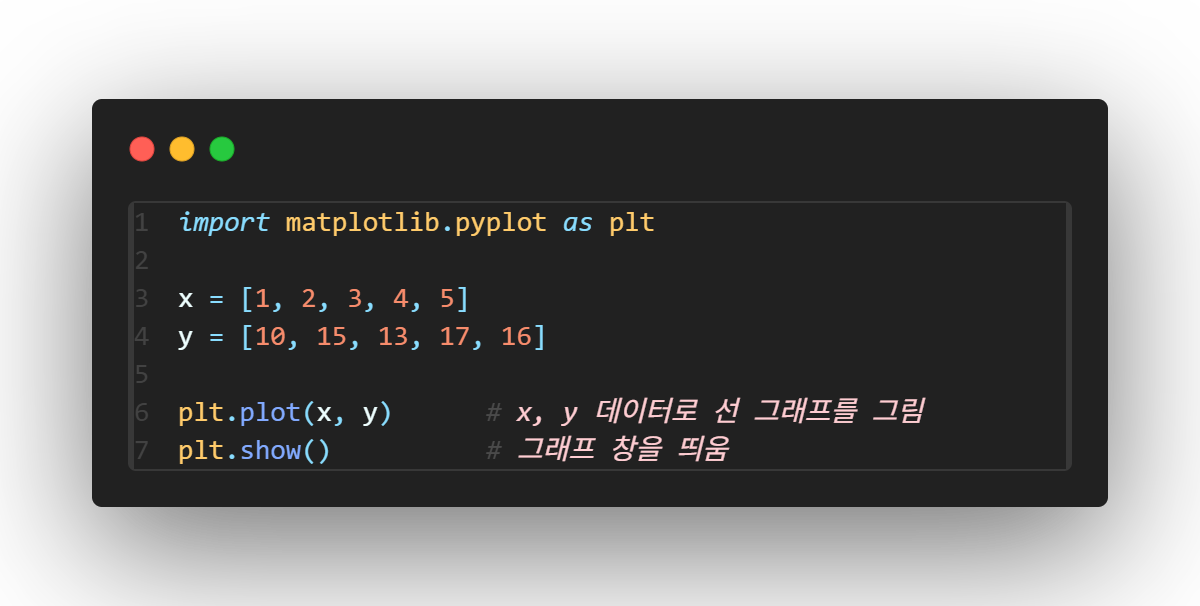 1 import matplotlib.pyplot as plt
2
3 x = [1, 2, 3, 4, 5]
4 y = [10, 15, 13, 17, 16]
5
6 plt.plot(x, y)      # x, y 데이터로 선 그래프를 그림
7 plt.show()          # 그래프 창을 띄움